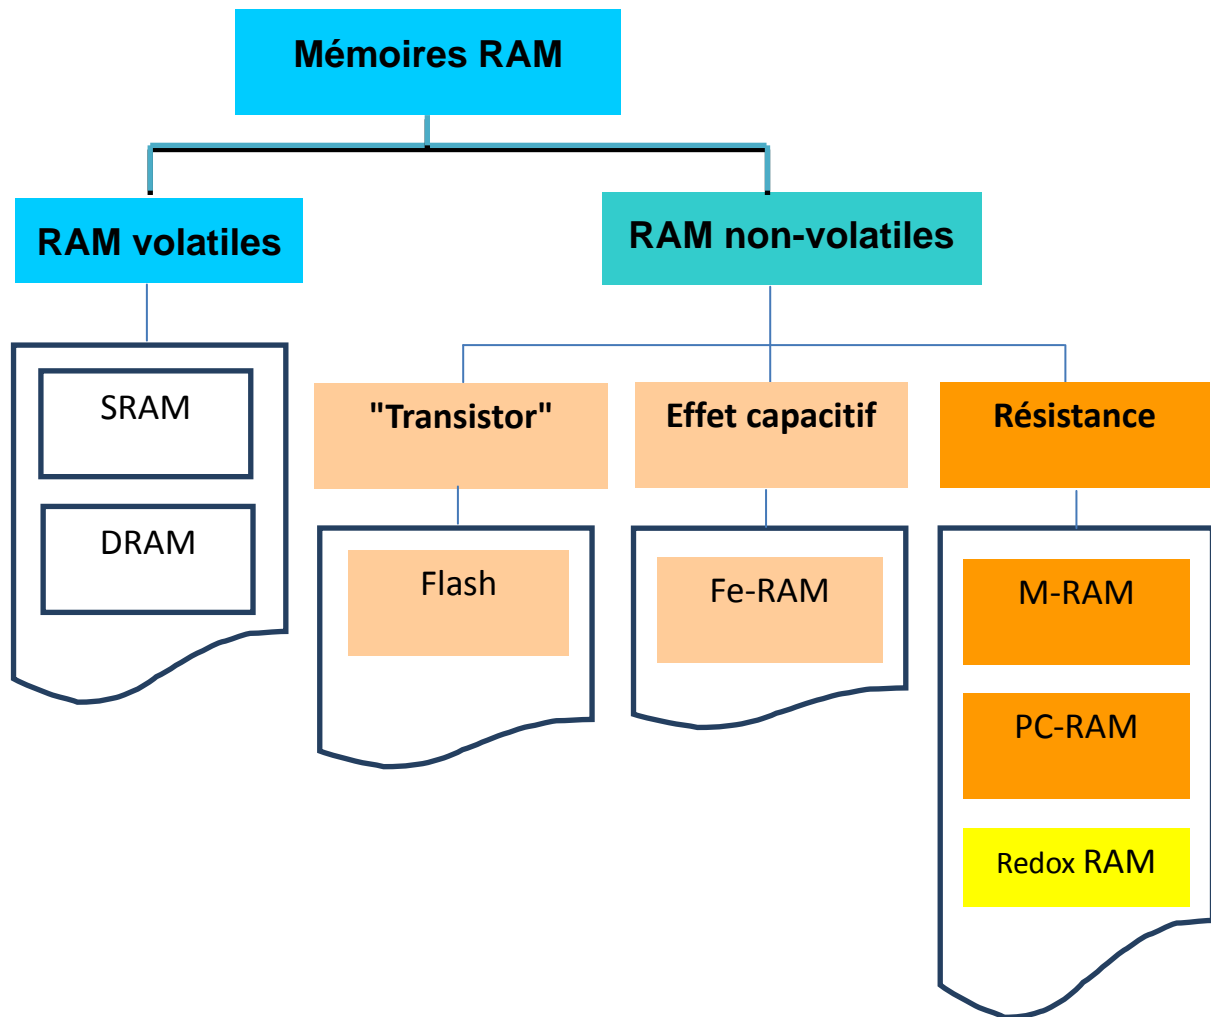 Mémoires RAM
RAM volatiles
RAM non-volatiles
SRAM
DRAM
"Transistor"
Effet capacitif
Résistance
Flash
Fe-RAM
M-RAM
PC-RAM
Redox RAM